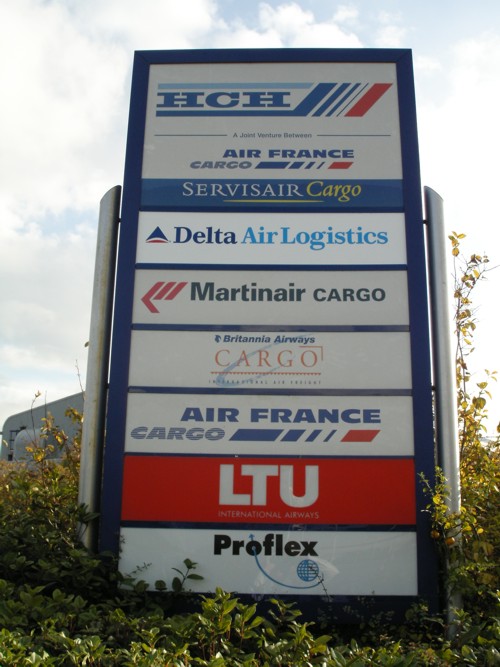 HCH
A Joint Venture Between
AIR FRANCE
CARGO
SERVISAIR Cargo
Delta Air Logistics
Martinair CARGO
Britannia Airways
CARGO
INTERNATIONAL AIR FREIGHT
AIR FRANCE
CARGO
LTU
INTERNATIONAL AIRWAYS
Proflex